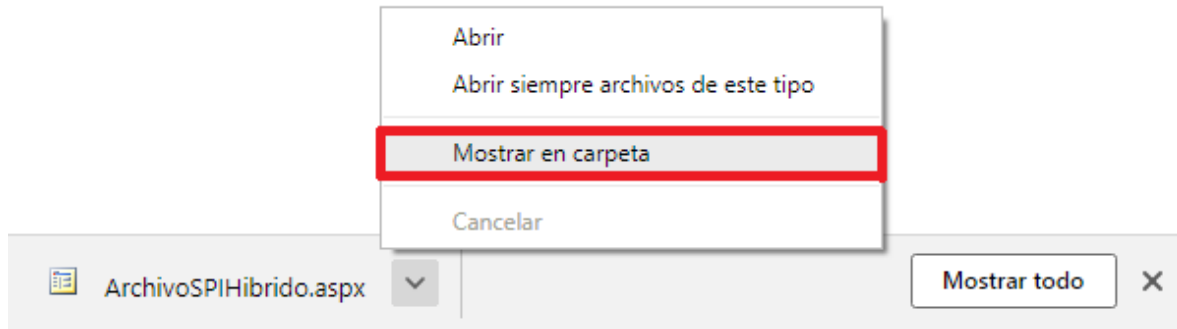 Abrir
Abrir siempre archivos de este tipo
Mostrar en carpeta
Cancelar
ArchivoSPIHibrido.aspx
Mostrar todo